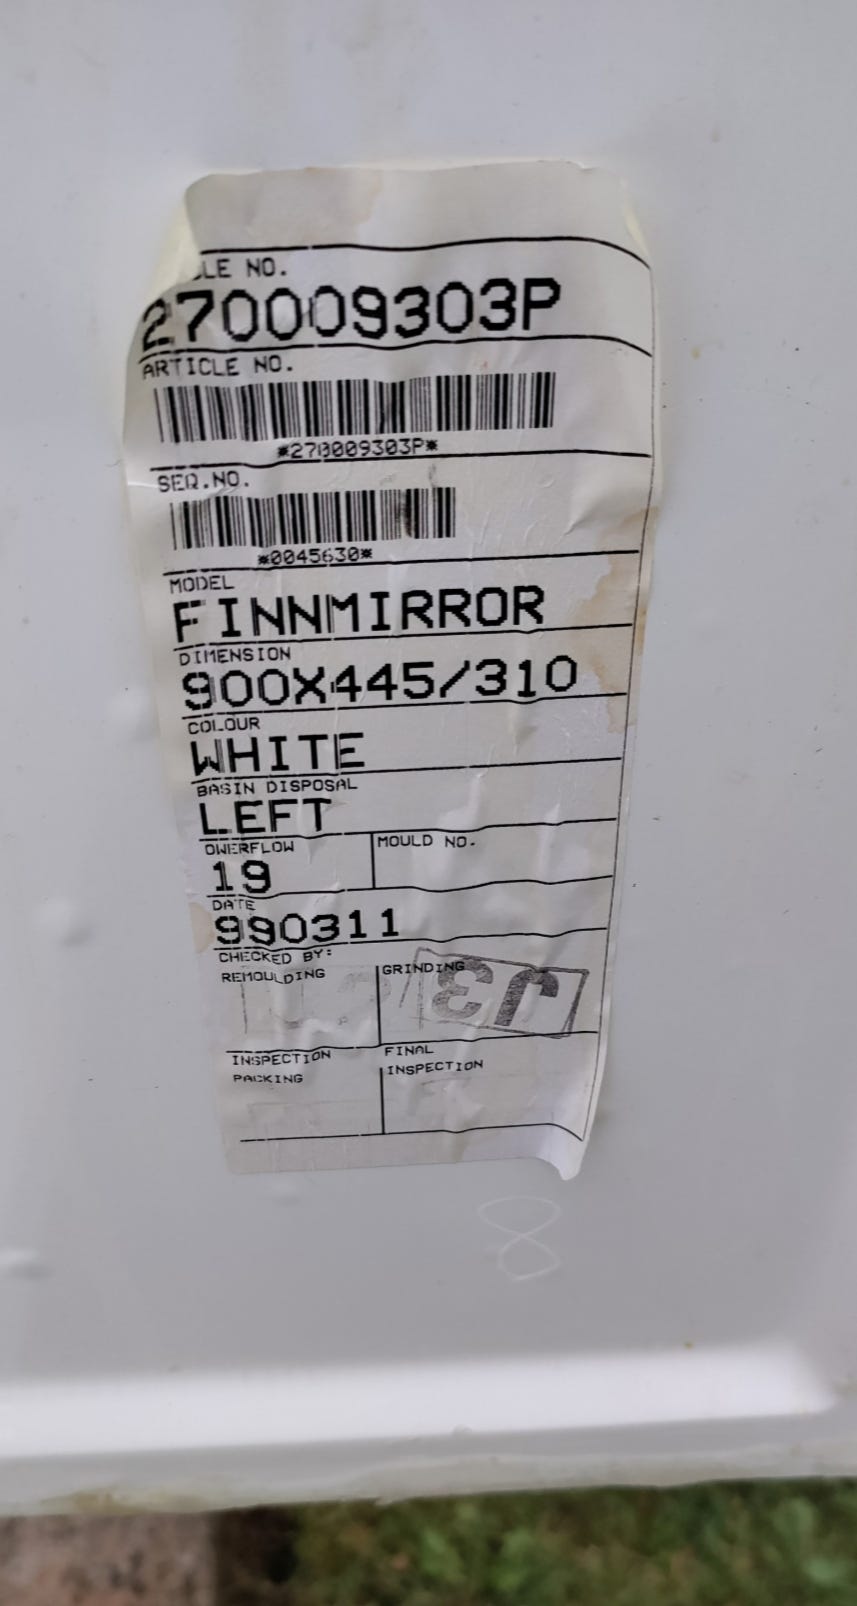 LE NO.
270009303P
ARTICLE NO.
*270009303P*
SEQ.NO.
*0045630*
MODEL
FINNMIRROR
DIMENSION
900X445/310
COLOUR
WHITE
BASIN DISPOSAL
LEFT
OWERFLOW
19
MOULD NO.
DATE
990311
CHECKED BY:
REMOULDING
GRINDING
INSPECTION
PACKING
FINAL
INSPECTION
8